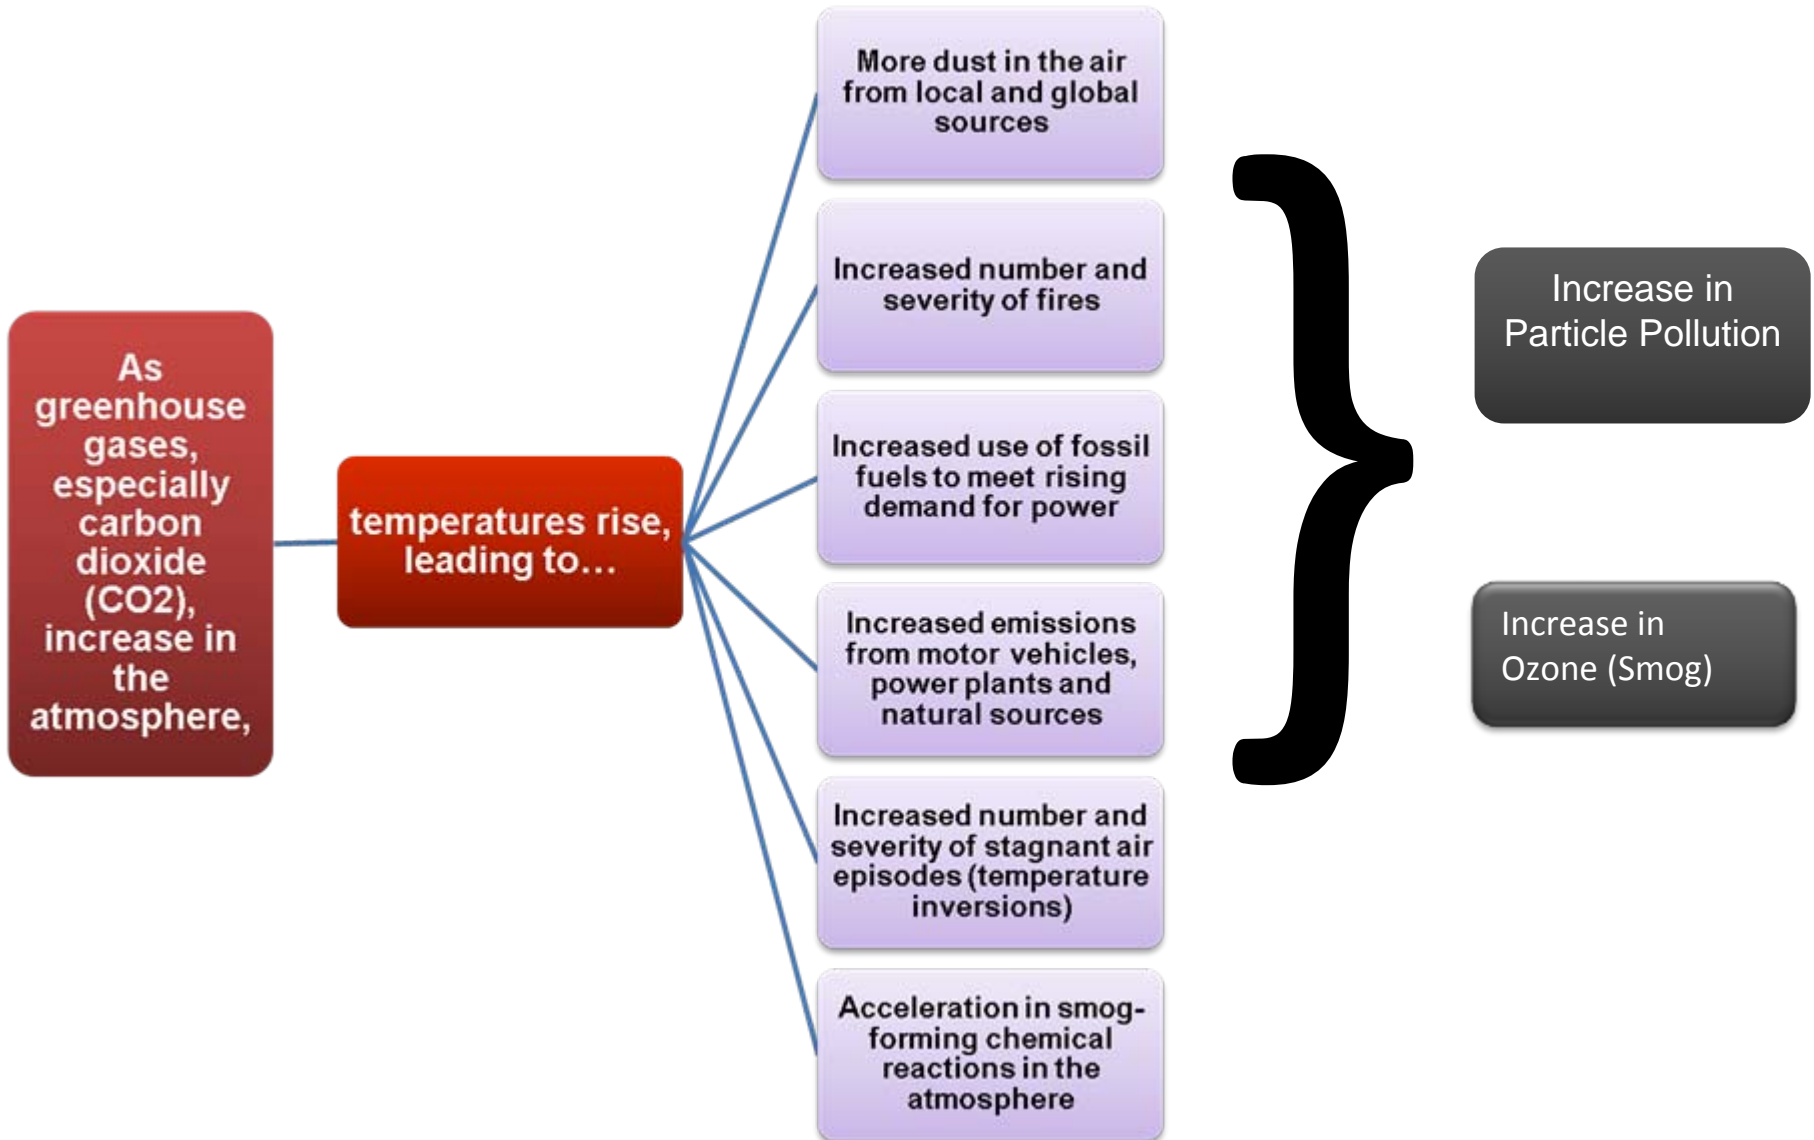 As
greenhouse
gases,
especially
carbon
dioxide
(CO2),
increase in
the
atmosphere,
temperatures rise,
leading to...
More dust in the air
from local and global
sources
Increased number and
severity of fires
Increased use of fossil
fuels to meet rising
demand for power
Increased emissions
from motor vehicles,
power plants and
natural sources
Increased number and
severity of stagnant air
episodes (temperature
inversions)
Acceleration in smog-
forming chemical
reactions in the
atmosphere
}
Increase in
Particle Pollution
Increase in
Ozone (Smog)